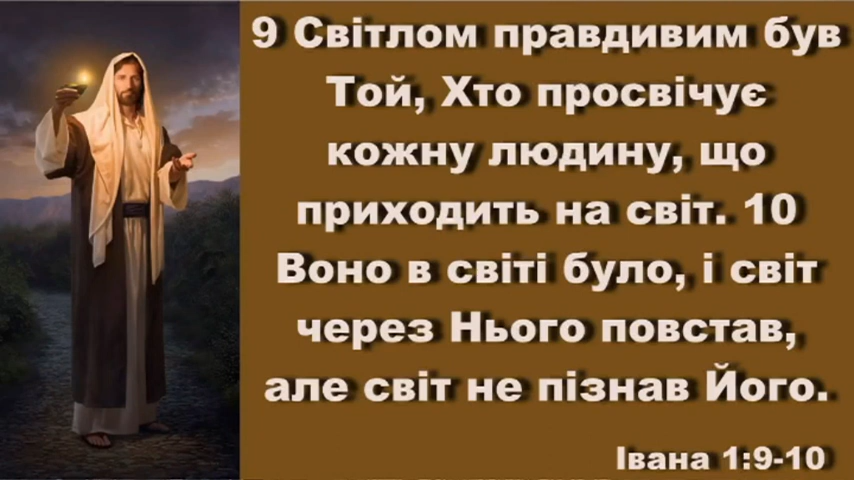 9 Світлом правдивим був
Той, Хто просвічує
кожну людину, що
приходить на світ. 10
Воно в світі було, і світ
через Нього повстав,
але світ не пізнав Його.
Івана 1:9-10